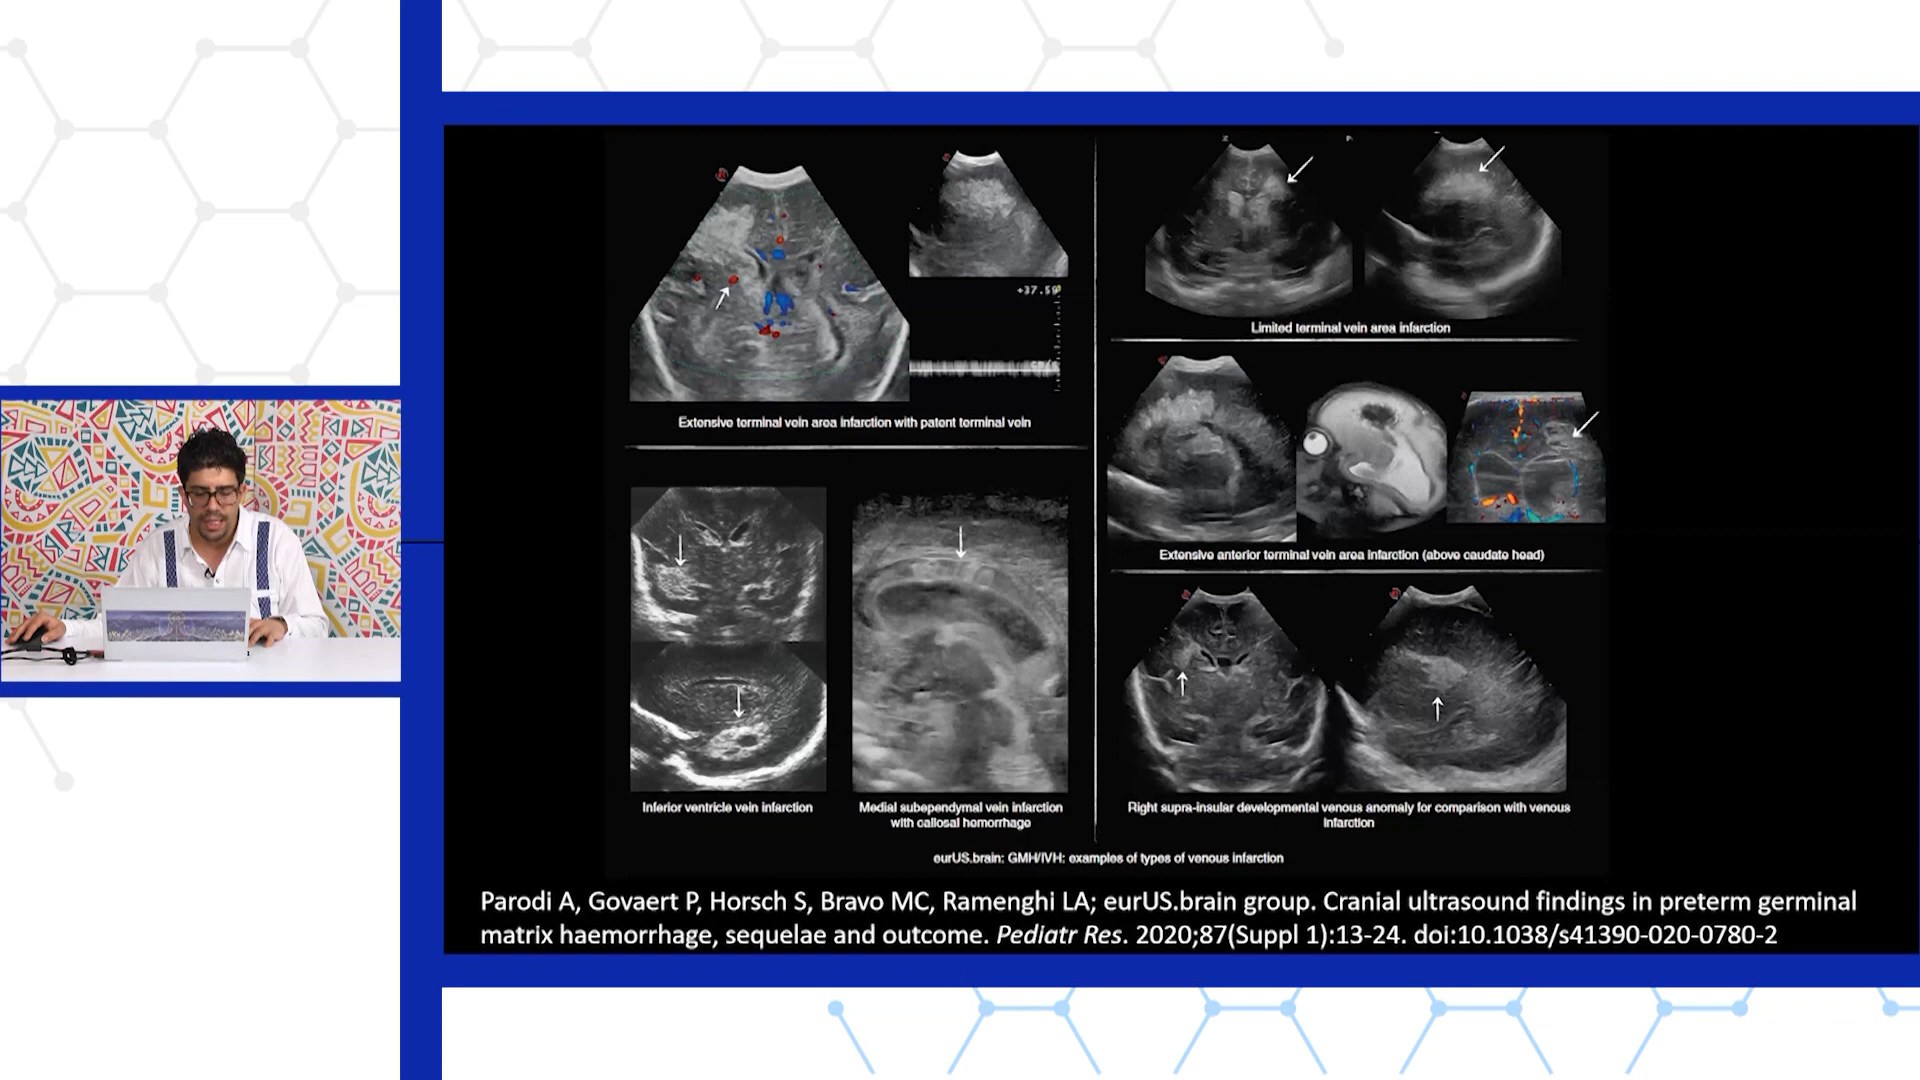 +37.59
Extensive terminal vein area infarction with patent terminal vein
Inferior ventricle vein infarction
Medial subependymal vein infarction
with callosal hemorrhage
Limited terminal vein area infarction
Extensive anterior terminal vein area infarction (above caudate head)
Right supra-insular developmental venous anomaly for comparison with venous
infarction
eurUS.brain: GMH/IVH: examples of types of venous infarction
Parodi A, Govaert P, Horsch S, Bravo MC, Ramenghi LA; eurUS.brain group. Cranial ultrasound findings in preterm germinal
matrix haemorrhage, sequelae and outcome. Pediatr Res. 2020;87(Suppl 1):13-24. doi:10.1038/s41390-020-0780-2